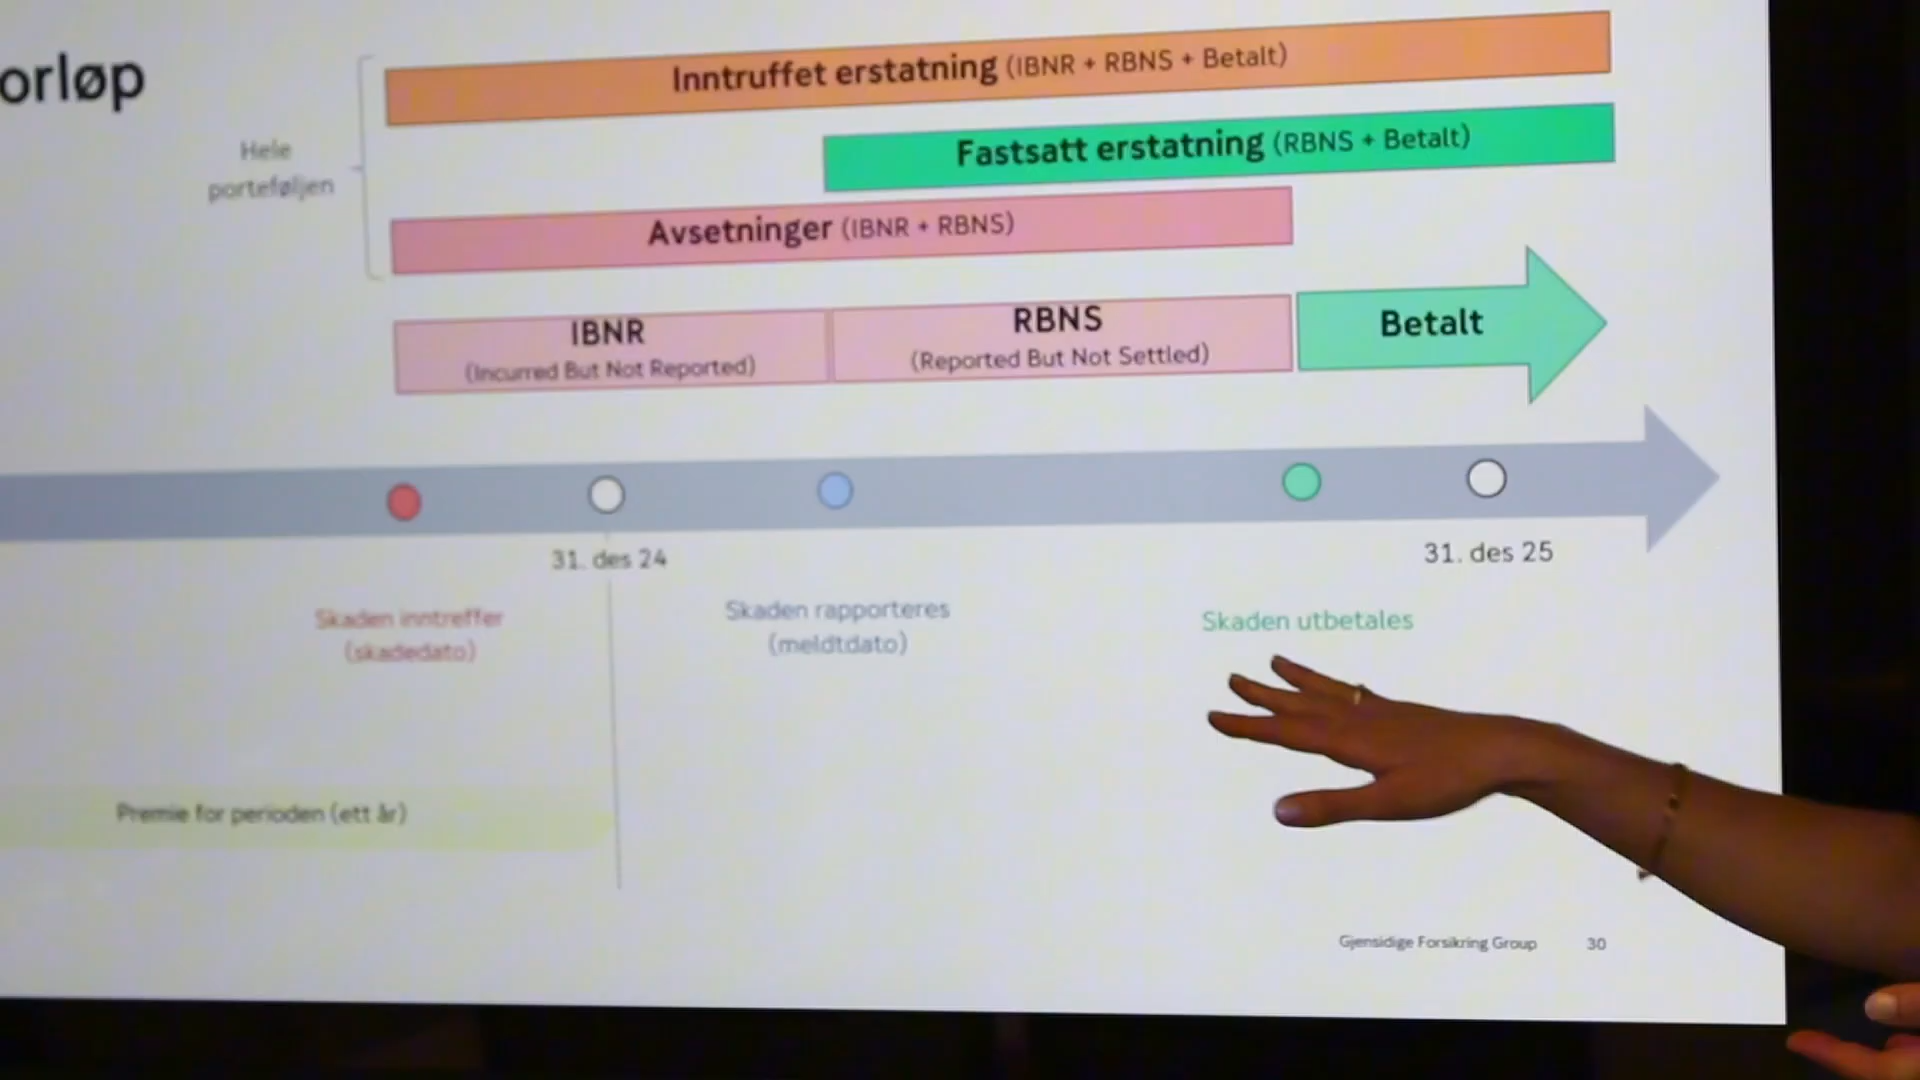 orløp
Inntruffet erstatning (IBNR + RBNS + Betalt)
Hele
porteføljen
Fastsatt erstatning (RBNS + Betalt)
Avsetninger (IBNR + RBNS)
IBNR
(Incurred But Not Reported)
RBNS
(Reported But Not Settled)
Betalt
31. des 24
31. des 25
Skaden inntreffer
(skadedato)
Skaden rapporteres
(meldtdato)
Skaden utbetales
Premie for perioden (ett år)
Gjensidige Forsikring Group 30